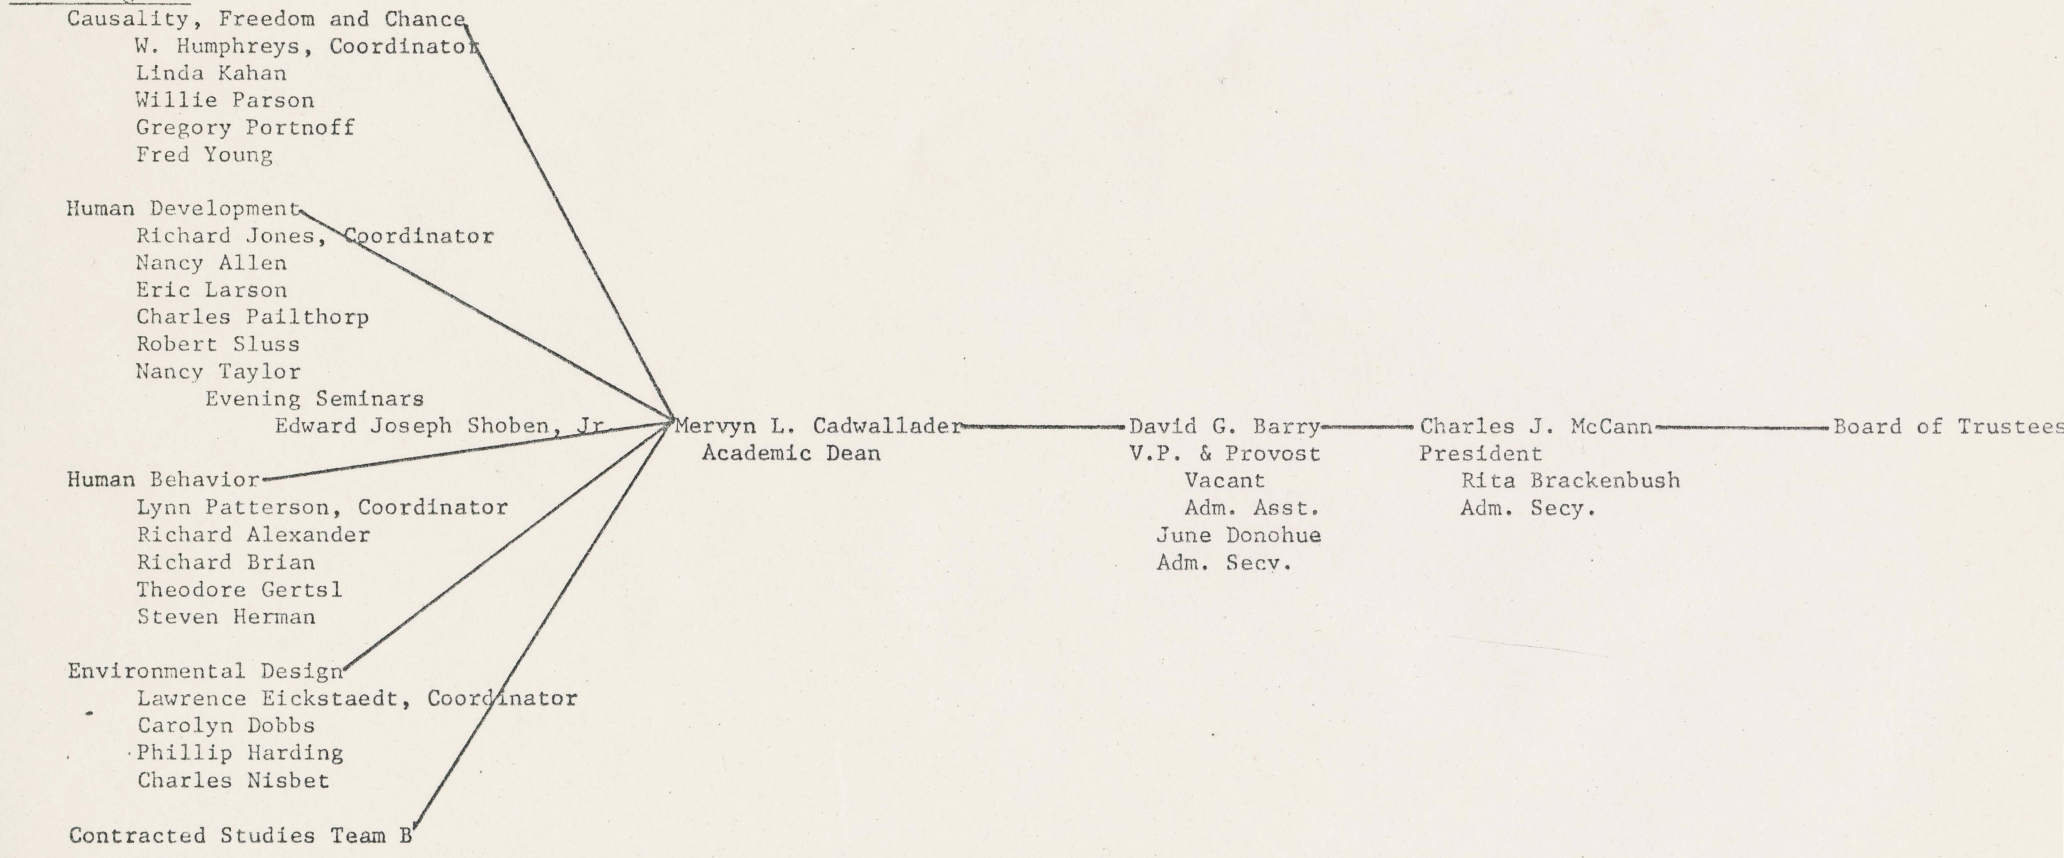 Causality, Freedom and Chance
W. Humphreys, Coordinator
Linda Kahan
Willie Parson
Gregory Portnoff
Fred Young
Human Development
Richard Jones, Coordinator
Nancy Allen
Eric Larson
Charles Pailthorp
Robert Sluss
Nancy Taylor
Evening Seminars
Edward Joseph Shoben, Jr.
Human Behavior
Lynn Patterson, Coordinator
Richard Alexander
Richard Brian
Theodore Gertsl
Steven Herman
Environmental Design
Lawrence Eickstaedt, Coordinator
Carolyn Dobbs
Phillip Harding
Charles Nisbet
Contracted Studies Team B
Mervyn L. Cadwallader
Academic Dean
David G. Barry
V.P. & Provost
Vacant
Adm. Asst.
June Donohue
Adm. Secy.
Charles J. McCann
President
Rita Brackenbush
Adm. Secy.
Board of Trustees